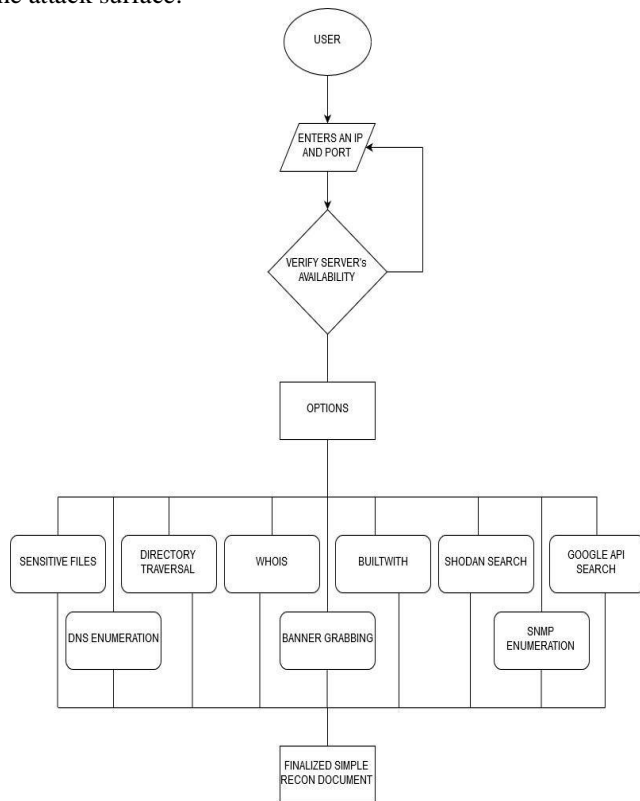 ne attack surface.
USER
ENTERS AN IP
AND PORT
VERIFY SERVER's
AVAILABILITY
OPTIONS
SENSITIVE FILES
DIRECTORY
TRAVERSAL
WHOIS
BUILTWITH
SHODAN SEARCH
GOOGLE API
SEARCH
DNS ENUMERATION
BANNER GRABBING
SNMP
ENUMERATION
FINALIZED SIMPLE
RECON DOCUMENT